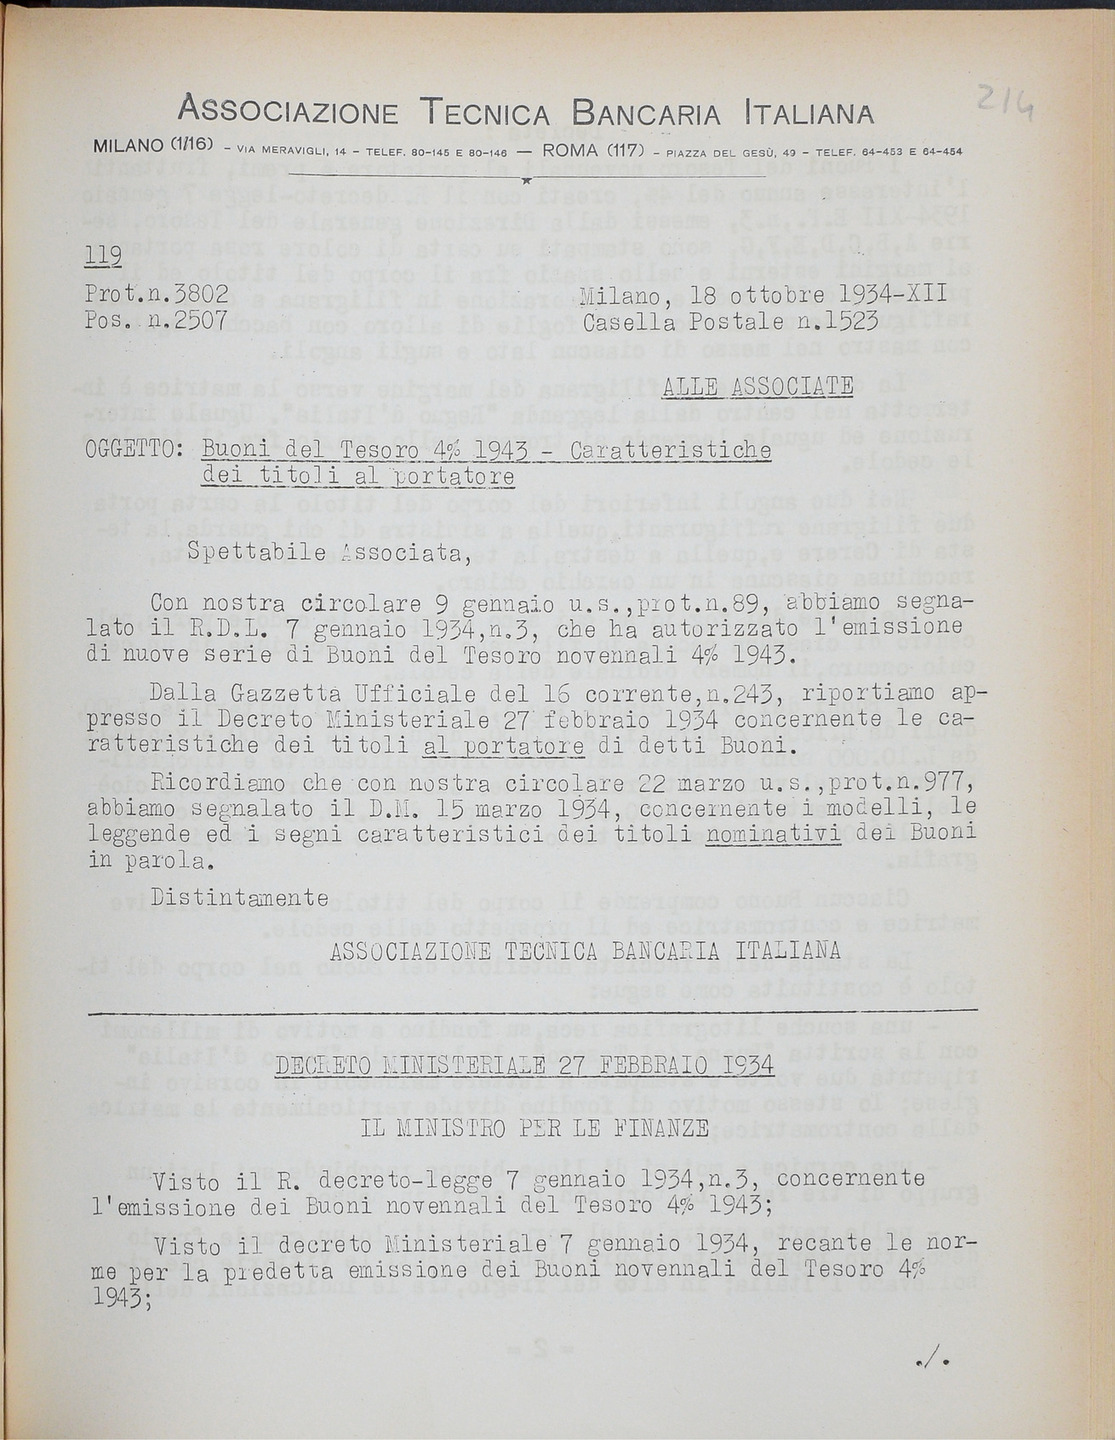 214
ASSOCIAZIONE TECNICA BANCARIA ITALIANA
MILANO (1/16) - VIA MERAVIGLI, 14 - TELEF. 80-145 E 80-146 — ROMA (117) - PIAZZA DEL GESÙ, 49 - TELEF. 64-453 E 64-454
119
Prot.n.3802
Pos. n.2507
Milano, 18 ottobre 1934-XII
Casella Postale n.1523
ALLE ASSOCIATE
OGGETTO: Buoni del Tesoro 4% 1943 - Caratteristiche
dei titoli al portatore
Spettabile Associata,
Con nostra circolare 9 gennaio u.s.,prot.n.89, abbiamo segna-
lato il R.D.L. 7 gennaio 1934,n.3, che ha autorizzato l'emissione
di nuove serie di Buoni del Tesoro novennali 4% 1943.
Dalla Gazzetta Ufficiale del 16 corrente,n.243, riportiamo ap-
presso il Decreto Ministeriale 27 febbraio 1934 concernente le ca-
ratteristiche dei titoli al portatore di detti Buoni.
Ricordiamo che con nostra circolare 22 marzo u.s.,prot.n.977,
abbiamo segnalato il D.M. 15 marzo 1934, concernente i modelli, le
leggende ed i segni caratteristici dei titoli nominativi dei Buoni
in parola.
Distintamente
ASSOCIAZIONE TECNICA BANCARIA ITALIANA
DECRETO MINISTERIALE 27 FEBBRAIO 1934
IL MINISTRO PER LE FINANZE
Visto il R. decreto-legge 7 gennaio 1934,n.3, concernente
l'emissione dei Buoni novennali del Tesoro 4% 1943;
Visto il decreto Ministeriale 7 gennaio 1934, recante le nor-
me per la predetta emissione dei Buoni novennali del Tesoro 4%
1943;
./.